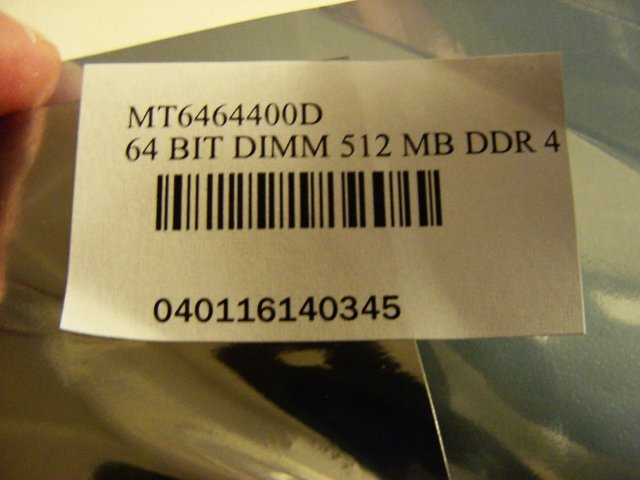 MT6464400D
64 BIT DIMM 512 MB DDR 4
040116140345